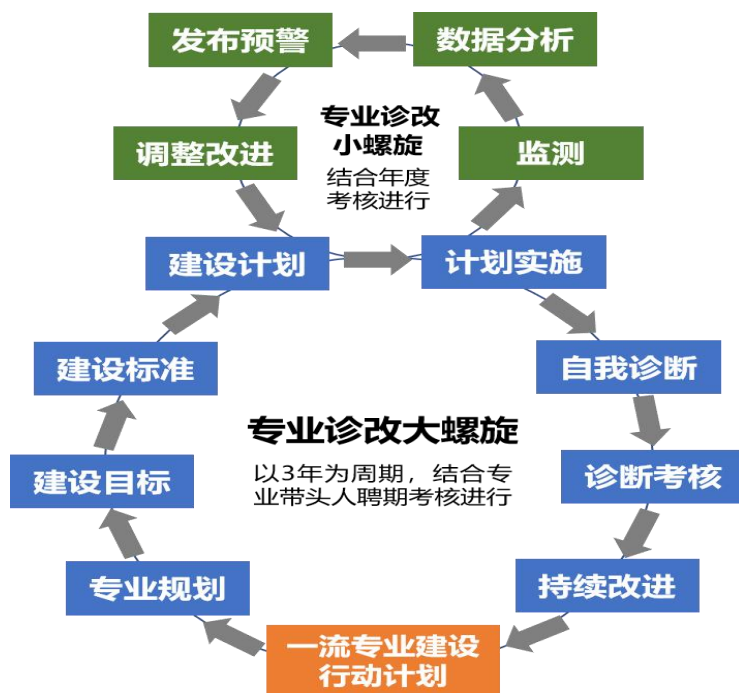 发布预警
数据分析
专业诊改
小螺旋
结合年度
考核进行
调整改进
监测
建设计划
计划实施
建设标准
自我诊断
专业诊改大螺旋
以3年为周期，结合专
业带头人聘期考核进行
建设目标
诊断考核
专业规划
持续改进
一流专业建设
行动计划